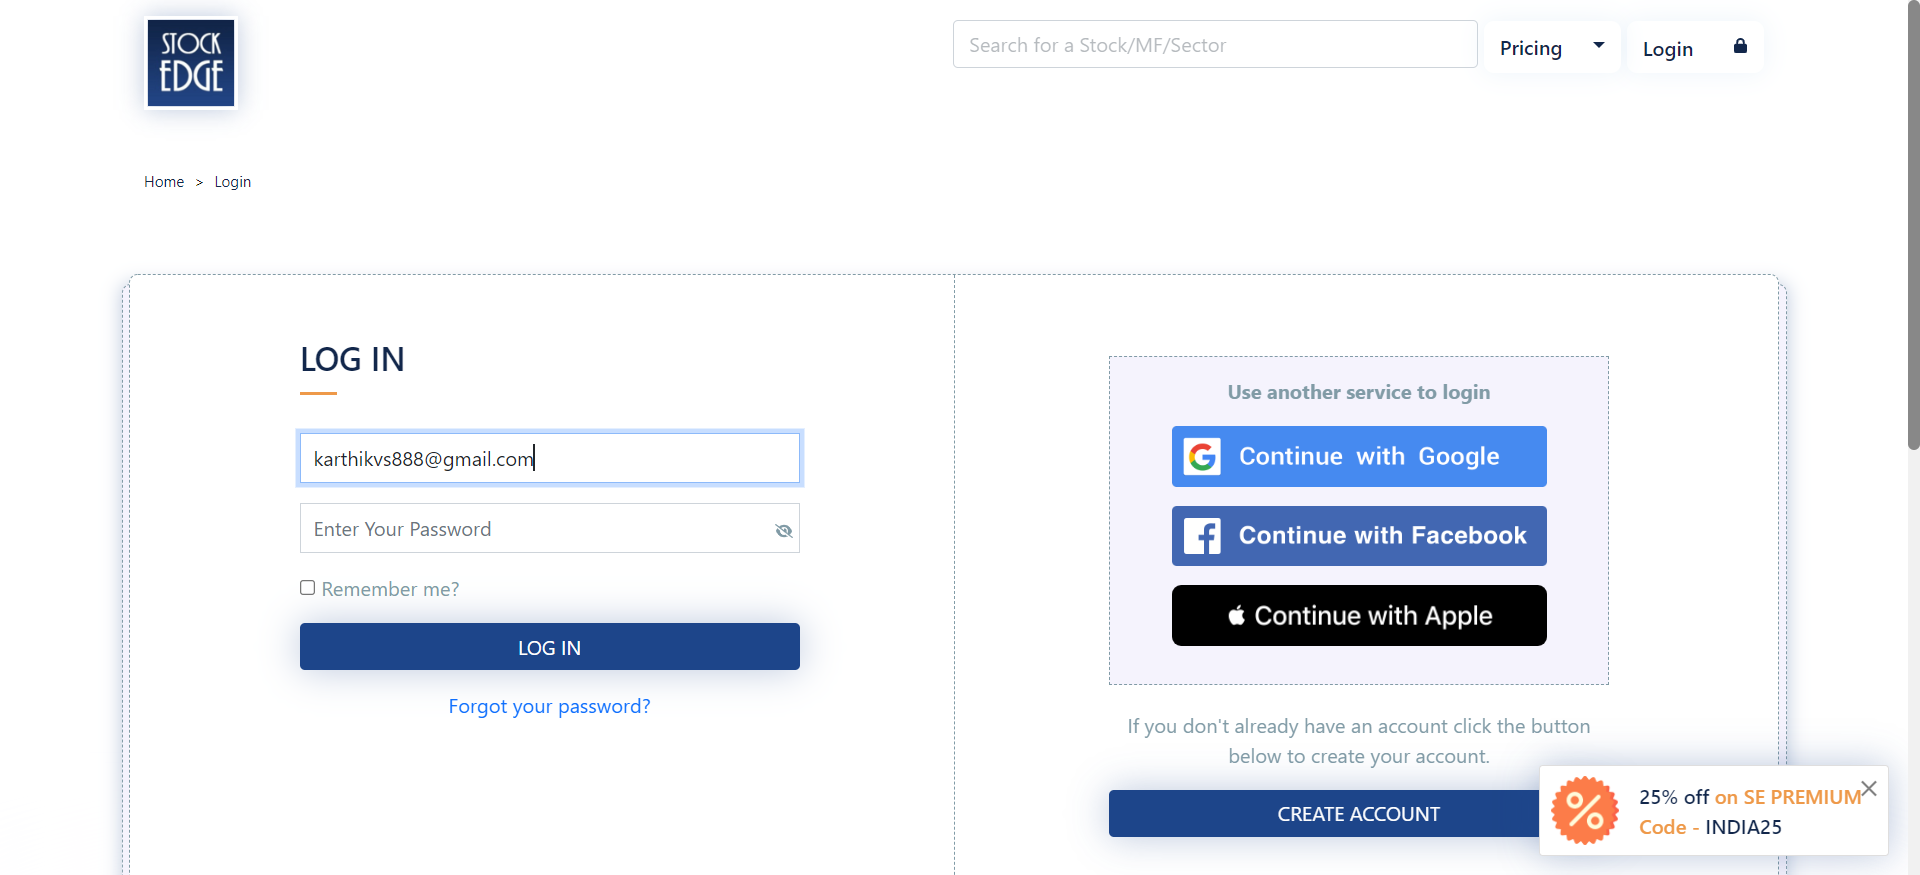 STOCK
EDGE
Search for a Stock/MF/Sector
Pricing
Login
Home > Login
LOG IN
karthikvs888@gmail.com
Enter Your Password
Remember me?
LOG IN
Forgot your password?
Use another service to login
Continue with Google
Continue with Facebook
Continue with Apple
If you don't already have an account click the button
below to create your account.
CREATE ACCOUNT
25% off on SE PREMIUM
Code - INDIA25